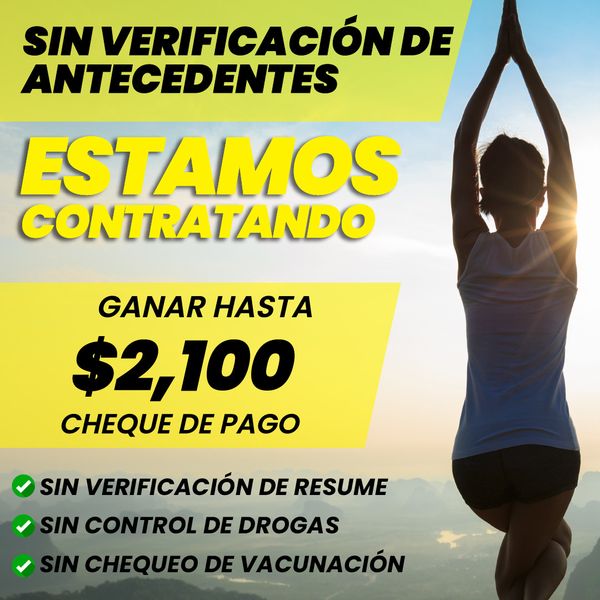 SIN VERIFICACIÓN DE
ANTECEDENTES
ESTAMOS
CONTRATANDO
GANAR HASTA
$2,100
CHEQUE DE PAGO
SIN VERIFICACIÓN DE RESUME
SIN CONTROL DE DROGAS
SIN CHEQUEO DE VACUNACIÓN